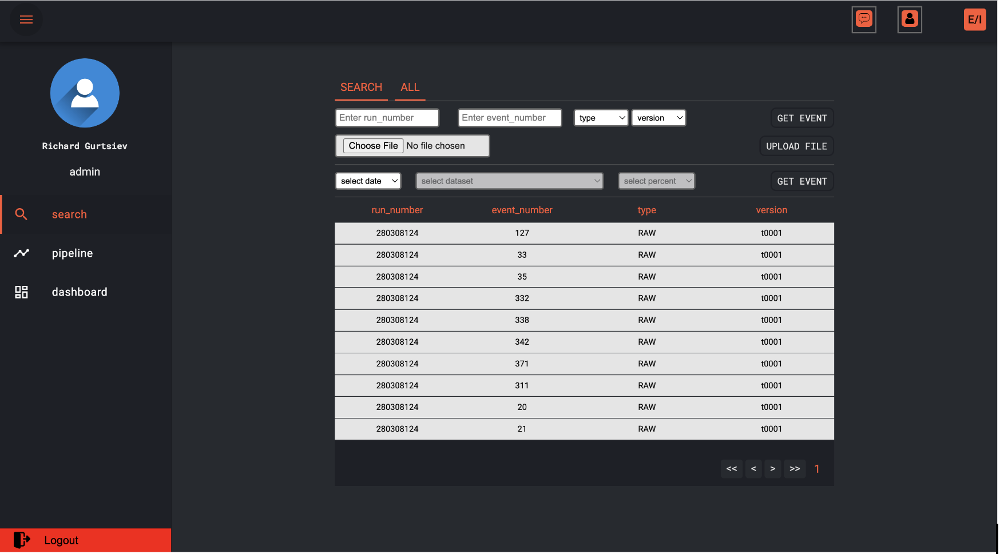 E/I
Richard Gurtsiev
admin
search
pipeline
dashboard
Logout
SEARCH ALL
Enter run_number Enter event_number type version GET EVENT
Choose File No file chosen UPLOAD FILE
select date select dataset select percent GET EVENT
run_number event_number type version
280308124 127 RAW t0001
280308124 33 RAW t0001
280308124 35 RAW t0001
280308124 332 RAW t0001
280308124 338 RAW t0001
280308124 342 RAW t0001
280308124 371 RAW t0001
280308124 311 RAW t0001
280308124 20 RAW t0001
280308124 21 RAW t0001
<< < > >> 1